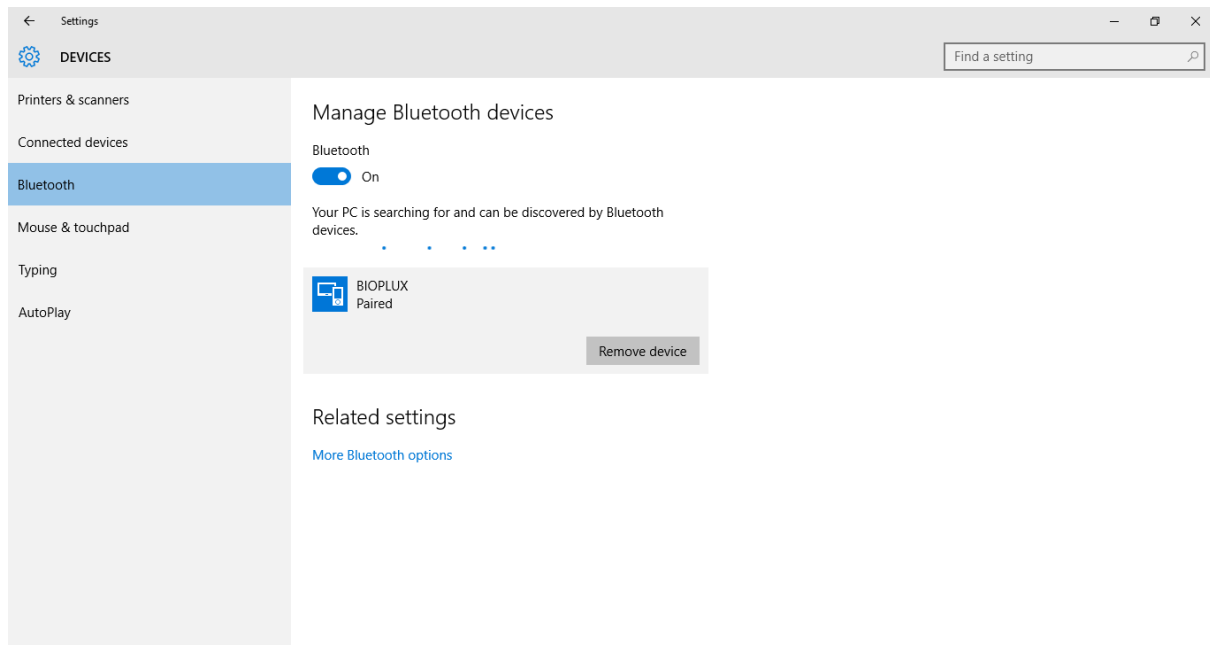 Settings
DEVICES
Find a setting
Printers & scanners
Connected devices
Bluetooth
Mouse & touchpad
Typing
AutoPlay
Manage Bluetooth devices
Bluetooth
On
Your PC is searching for and can be discovered by Bluetooth
devices.
BIOPLUX
Paired
Remove device
Related settings
More Bluetooth options